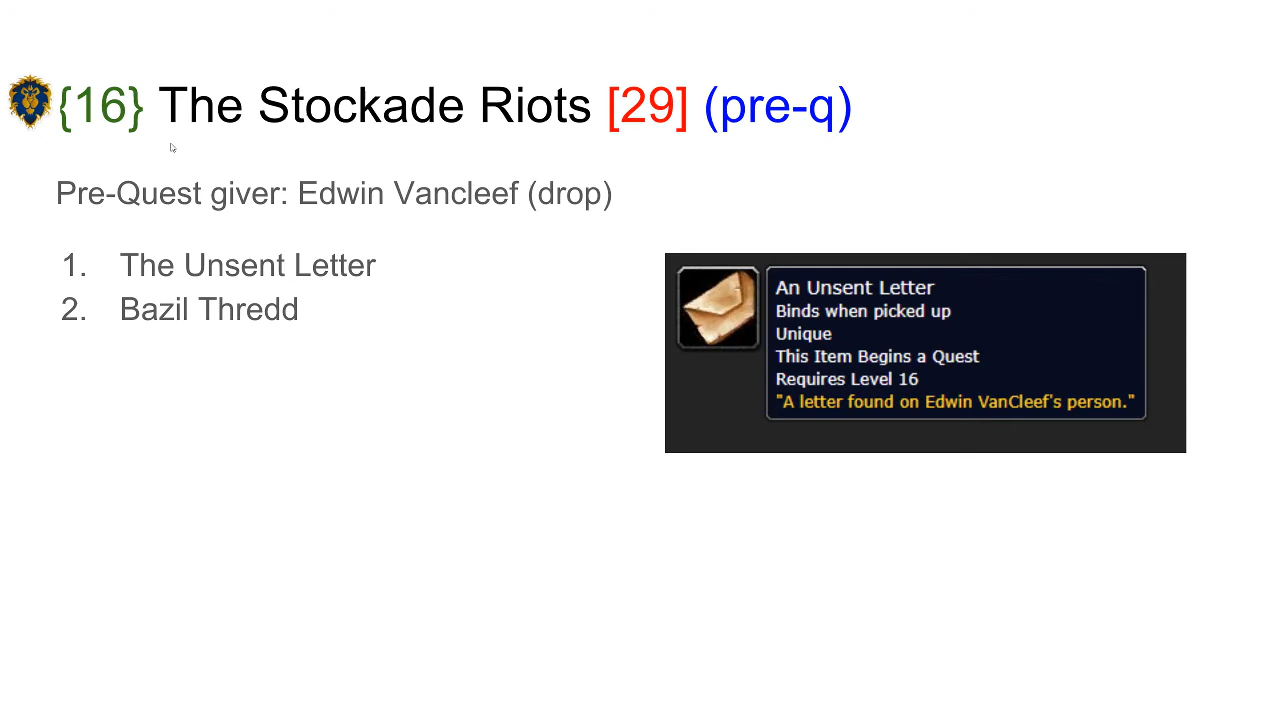 {16} The Stockade Riots [29] (pre-q)
Pre-Quest giver: Edwin Vancleef (drop)
1. The Unsent Letter
2. Bazil Thredd
An Unsent Letter
Binds when picked up
Unique
This Item Begins a Quest
Requires Level 16
"A letter found on Edwin VanCleef's person."